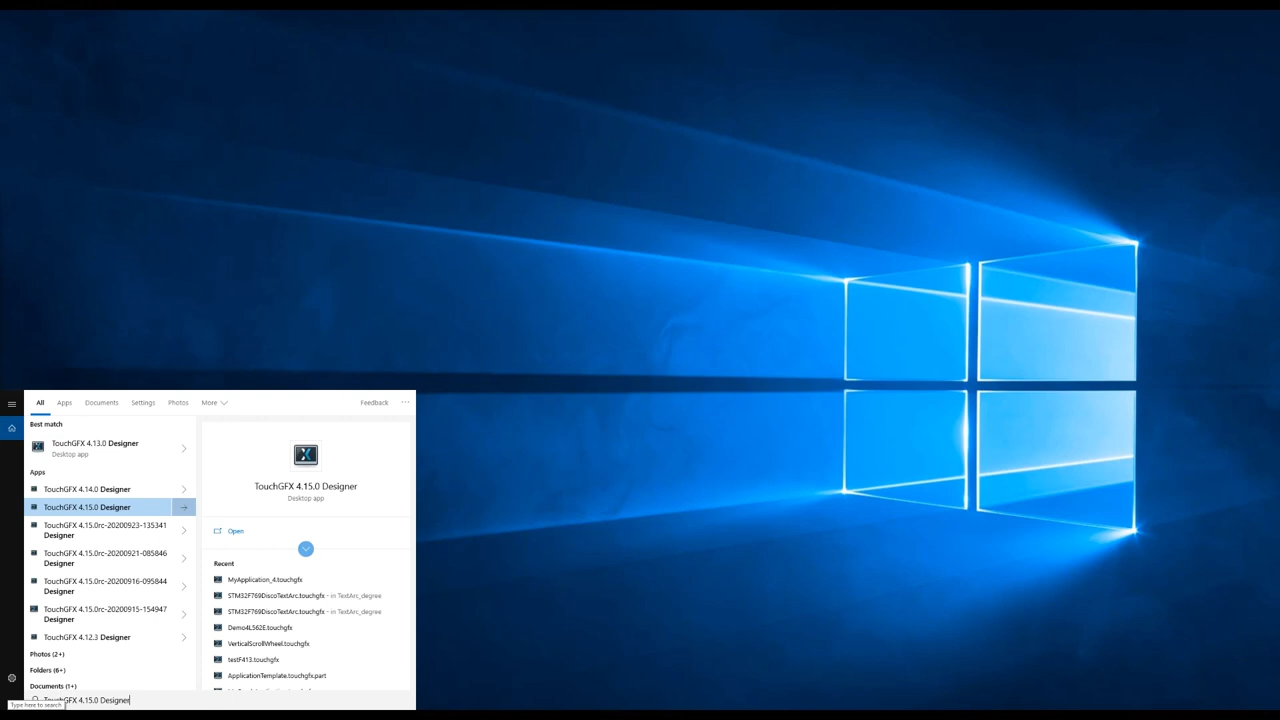 All Apps Documents Settings Photos More Feedback ...
Best match
TouchGFX 4.13.0 Designer
Desktop app
Apps
TouchGFX 4.14.0 Designer
TouchGFX 4.15.0 Designer
TouchGFX 4.15.0rc-20200923-135341
Designer
TouchGFX 4.15.0rc-20200921-085846
Designer
TouchGFX 4.15.0rc-20200916-095844
Designer
TouchGFX 4.15.0rc-20200915-154947
Designer
TouchGFX 4.12.3 Designer
Photos (2+)
Folders (6+)
Documents (1+)
TouchGFX 4.15.0 Designer
Type here to search
TouchGFX 4.15.0 Designer
Desktop app
Open
Recent
MyApplication_4.touchgfx
STM32F769DiscoTextArc.touchgfx - in TextArc_degree
STM32F769DiscoTextArc.touchgfx - in TextArc_degree
Demo4L562E.touchgfx
VerticalScrollWheel.touchgfx
testF413.touchgfx
ApplicationTemplate.touchgfx.part